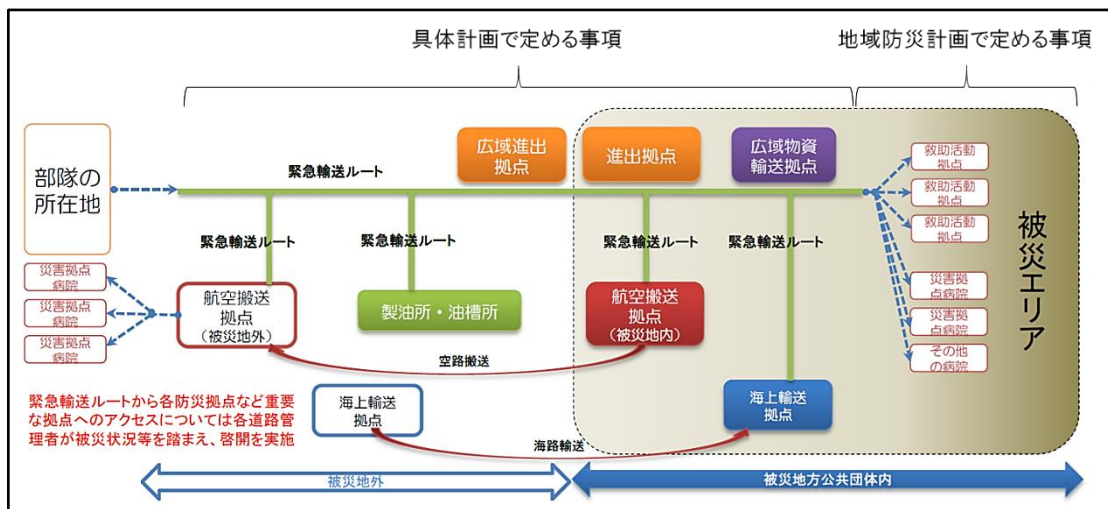 具体計画で定める事項
地域防災計画で定める事項
部隊の
所在地
緊急輸送ルート
広域進出
拠点
進出拠点
広域物資
輸送拠点
救助活動
拠点
救助活動
拠点
救助活動
拠点
緊急輸送ルート
緊急輸送ルート
緊急輸送ルート
緊急輸送ルート
被災エリア
災害拠点
病院
災害拠点
病院
災害拠点
病院
航空搬送
拠点
(被災地外)
製油所・油槽所
航空搬送
拠点
(被災地内)
災害拠
点病院
災害拠
点病院
その他
の病院
空路搬送
海上輸送
拠点
海上輸送
拠点
海路輸送
緊急輸送ルートから各防災拠点など重要
な拠点へのアクセスについては各道路管
理者が被災状況等を踏まえ、啓開を実施
被災地外
被災地方公共団体内